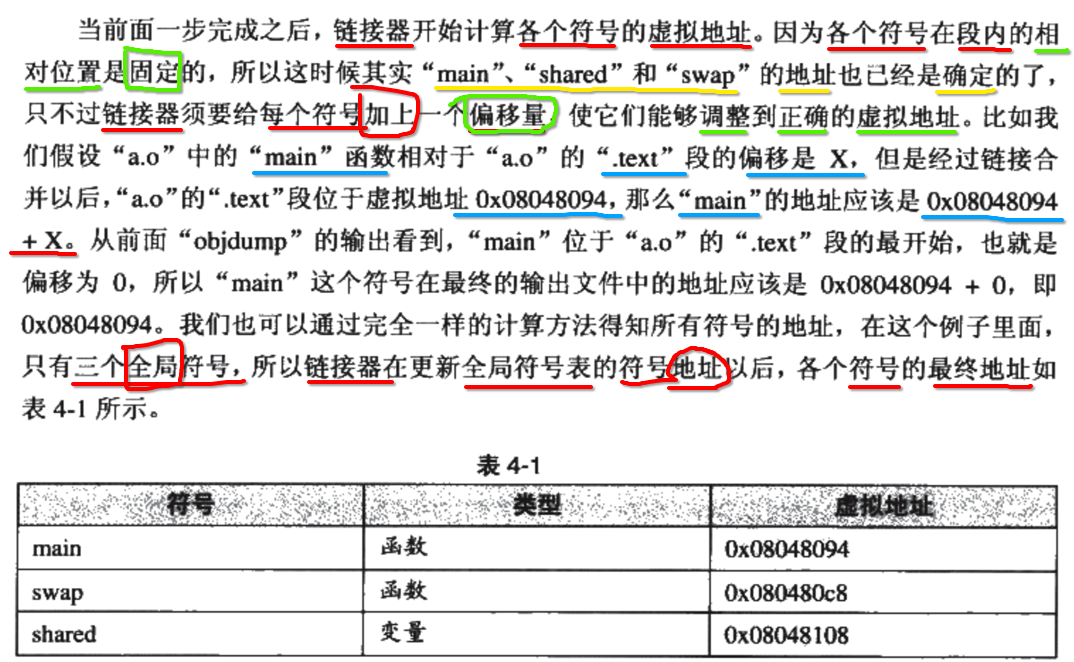 当前面一步完成之后，链接器开始计算各个符号的虚拟地址。因为各个符号在段内的相
对位置是固定的，所以这时候其实“main”、“shared”和“swap”的地址也已经是确定的了，
只不过链接器须要给每个符号加上一个偏移量，使它们能够调整到正确的虚拟地址。比如我
们假设“a.o”中的“main”函数相对于“a.o”的“.text”段的偏移是 X，但是经过链接合
并以后，“a.o”的“.text”段位于虚拟地址 0x08048094，那么“main”的地址应该是 0x08048094
+ X。从前面“objdump”的输出看到，“main”位于“a.o”的“.text”段的最开始，也就是
偏移为 0，所以“main”这个符号在最终的输出文件中的地址应该是 0x08048094 + 0，即
0x08048094。我们也可以通过完全一样的计算方法得知所有符号的地址，在这个例子里面，
只有三个全局符号，所以链接器在更新全局符号表的符号地址以后，各个符号的最终地址如
表 4-1 所示。
表 4-1
符号 类型 虚拟地址
main 函数 0x08048094
swap 函数 0x080480c8
shared 变量 0x08048108